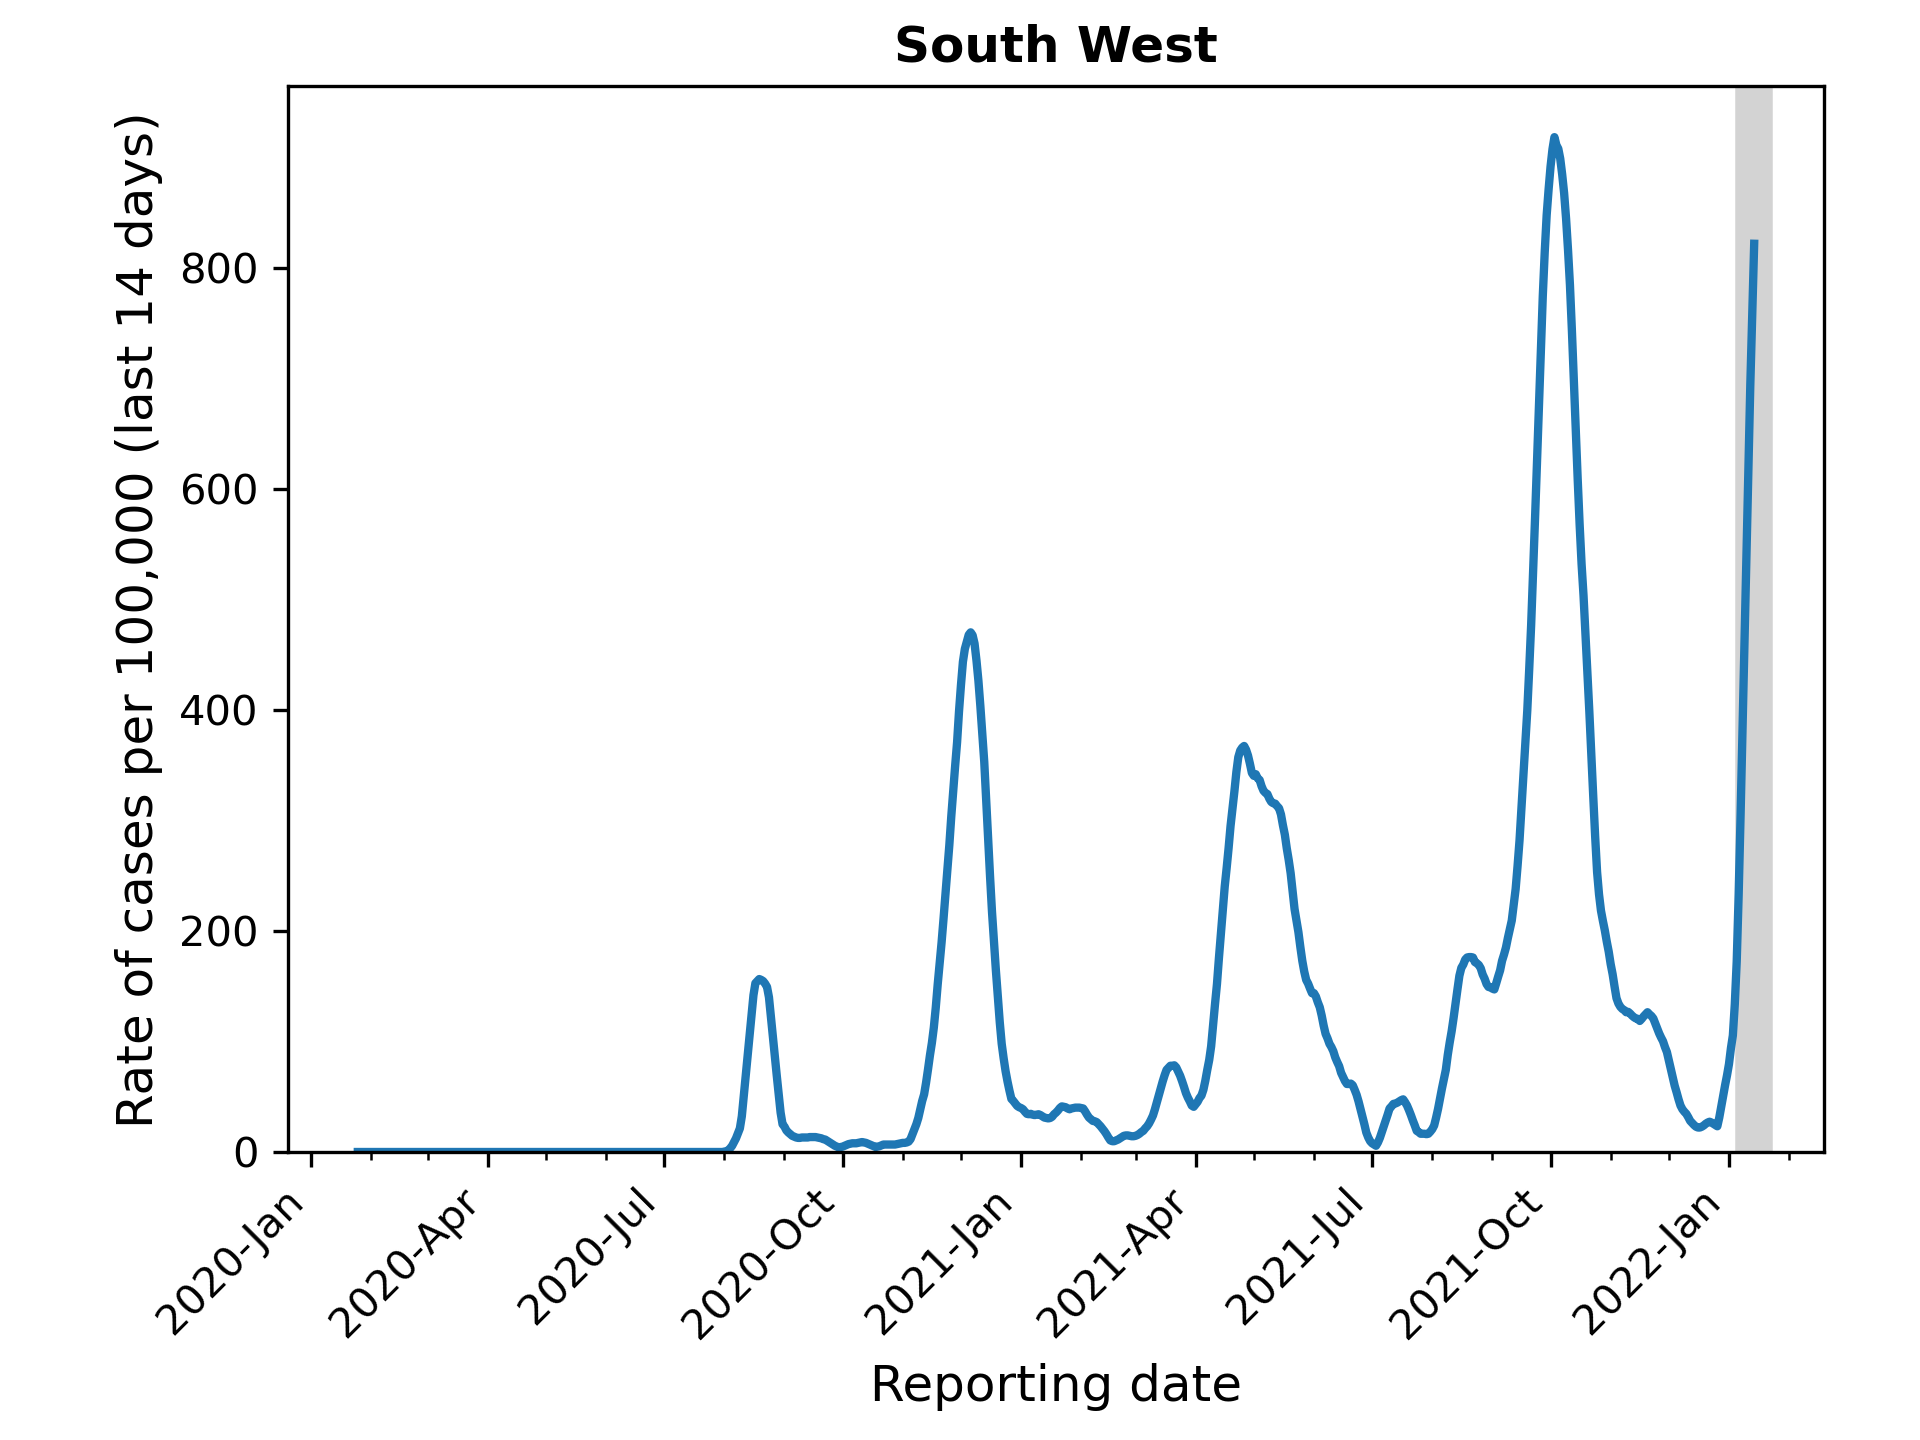 South West
Rate of cases per 100,000 (last 14 days)
800
600
400
200
0
2020-Jan
2020-Apr
2020-Jul
2020-Oct
2021-Jan
2021-Apr
2021-Jul
2021-Oct
2022-Jan
Reporting date